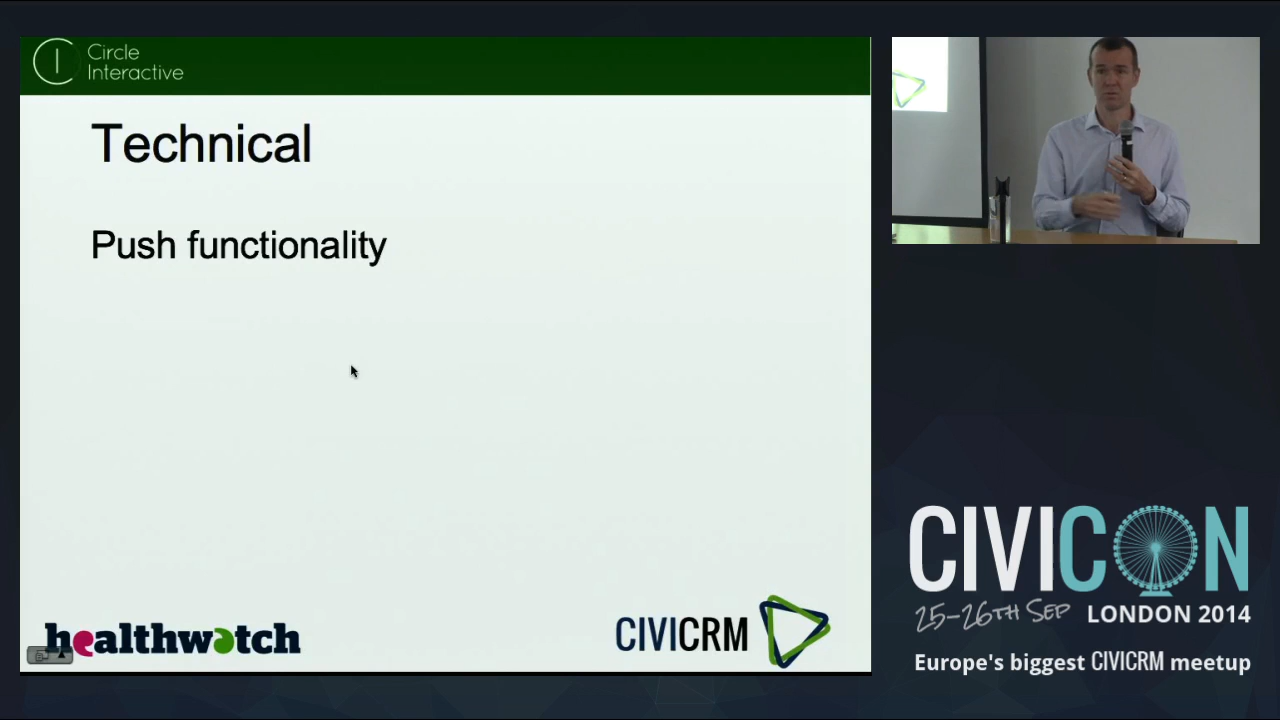 Circle
Interactive
Technical
Push functionality
healthwatch
CIVICRM
CIVICON
25-26TH SEP LONDON 2014
Europe's biggest CIVICRM meetup